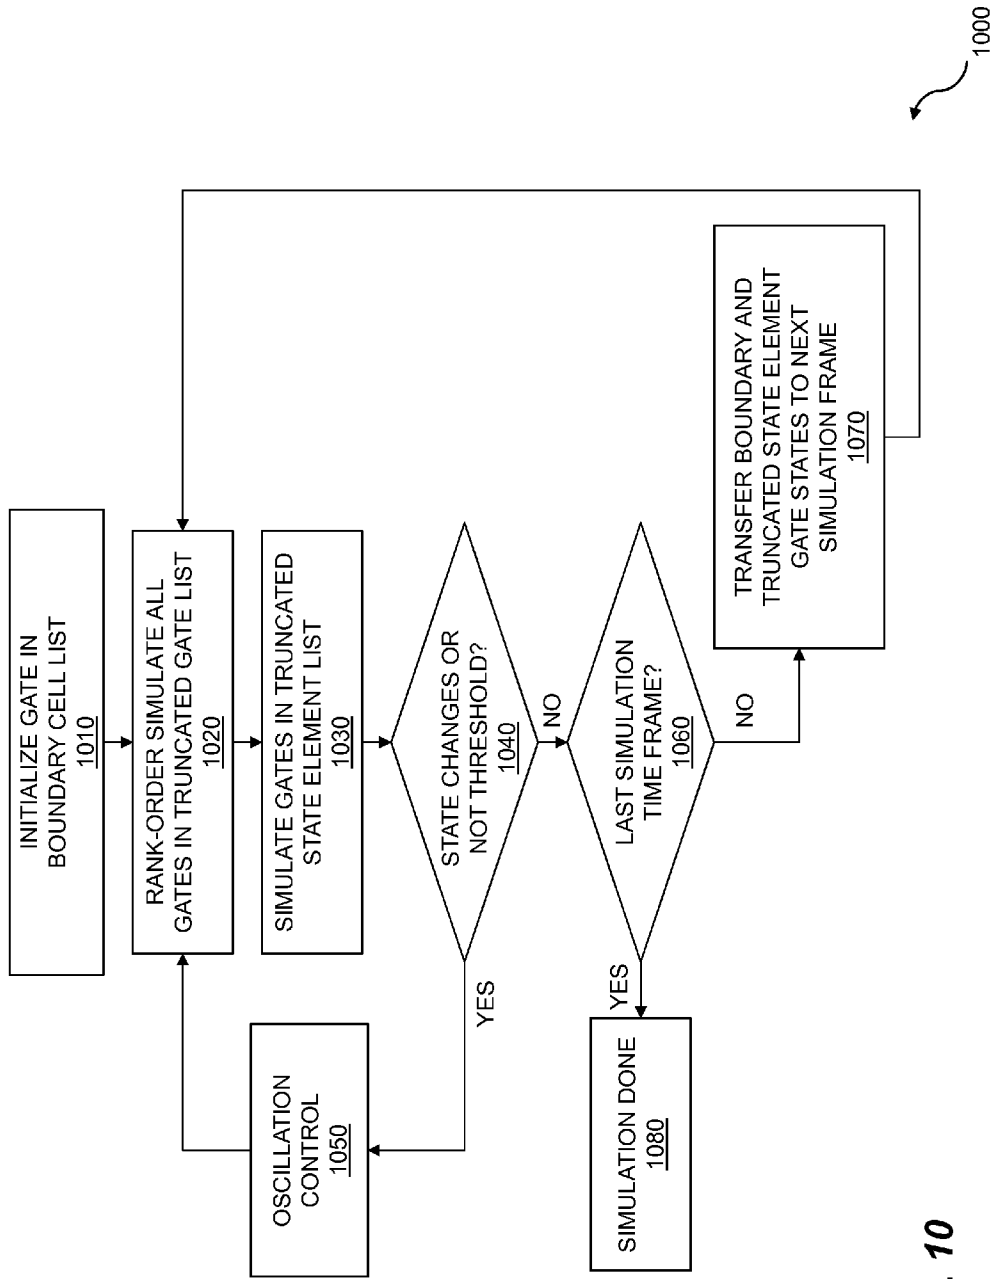 INITIALIZE GATE IN
BOUNDARY CELL LIST
1010
RANK-ORDER SIMULATE ALL
GATES IN TRUNCATED GATE LIST
1020
SIMULATE GATES IN TRUNCATED
STATE ELEMENT LIST
1030
STATE CHANGES OR
NOT THRESHOLD?
1040
YES
NO
OSCILLATION
CONTROL
1050
LAST SIMULATION
TIME FRAME?
1060
YES
NO
SIMULATION DONE
1080
TRANSFER BOUNDARY AND
TRUNCATED STATE ELEMENT
GATE STATES TO NEXT
SIMULATION FRAME
1070
1000
. 10